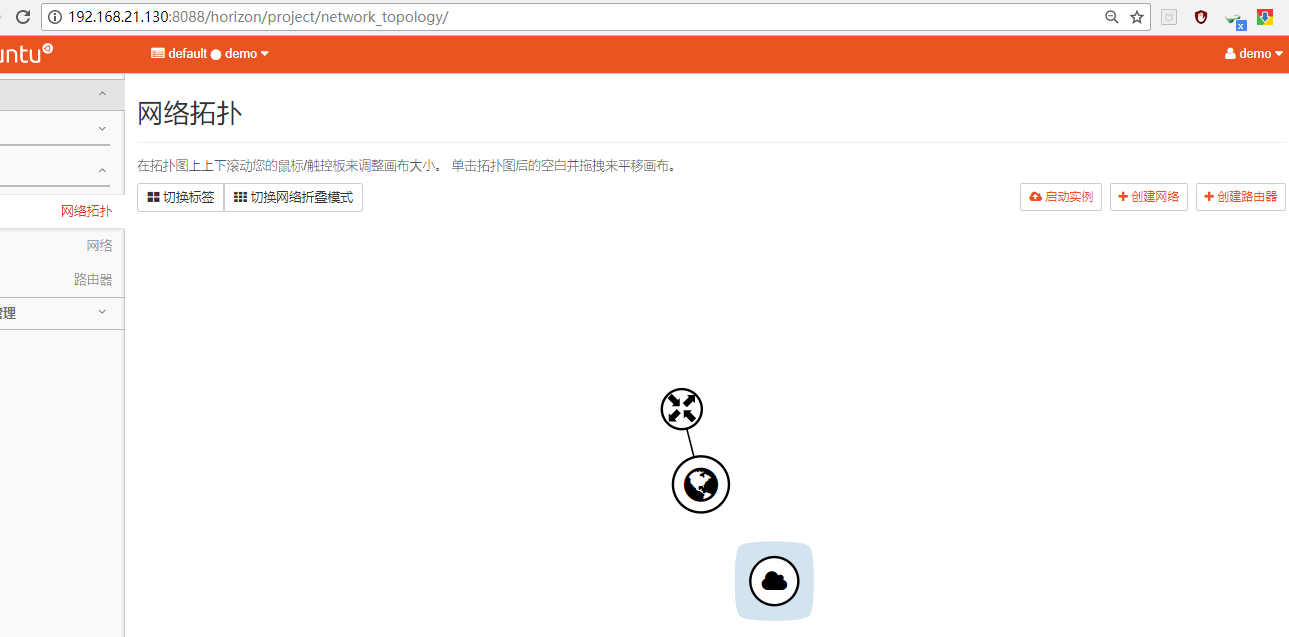 192.168.21.130:8088/horizon/project/network_topology/
untu
default demo
demo
网络拓扑
在拓扑图上上下滚动您的鼠标/触控板来调整画布大小。 单击拓扑图后的空白并拖拽来平移画布。
切换标签 切换网络折叠模式
启动实例 创建网络 创建路由器
网络拓扑
网络
路由器
管理